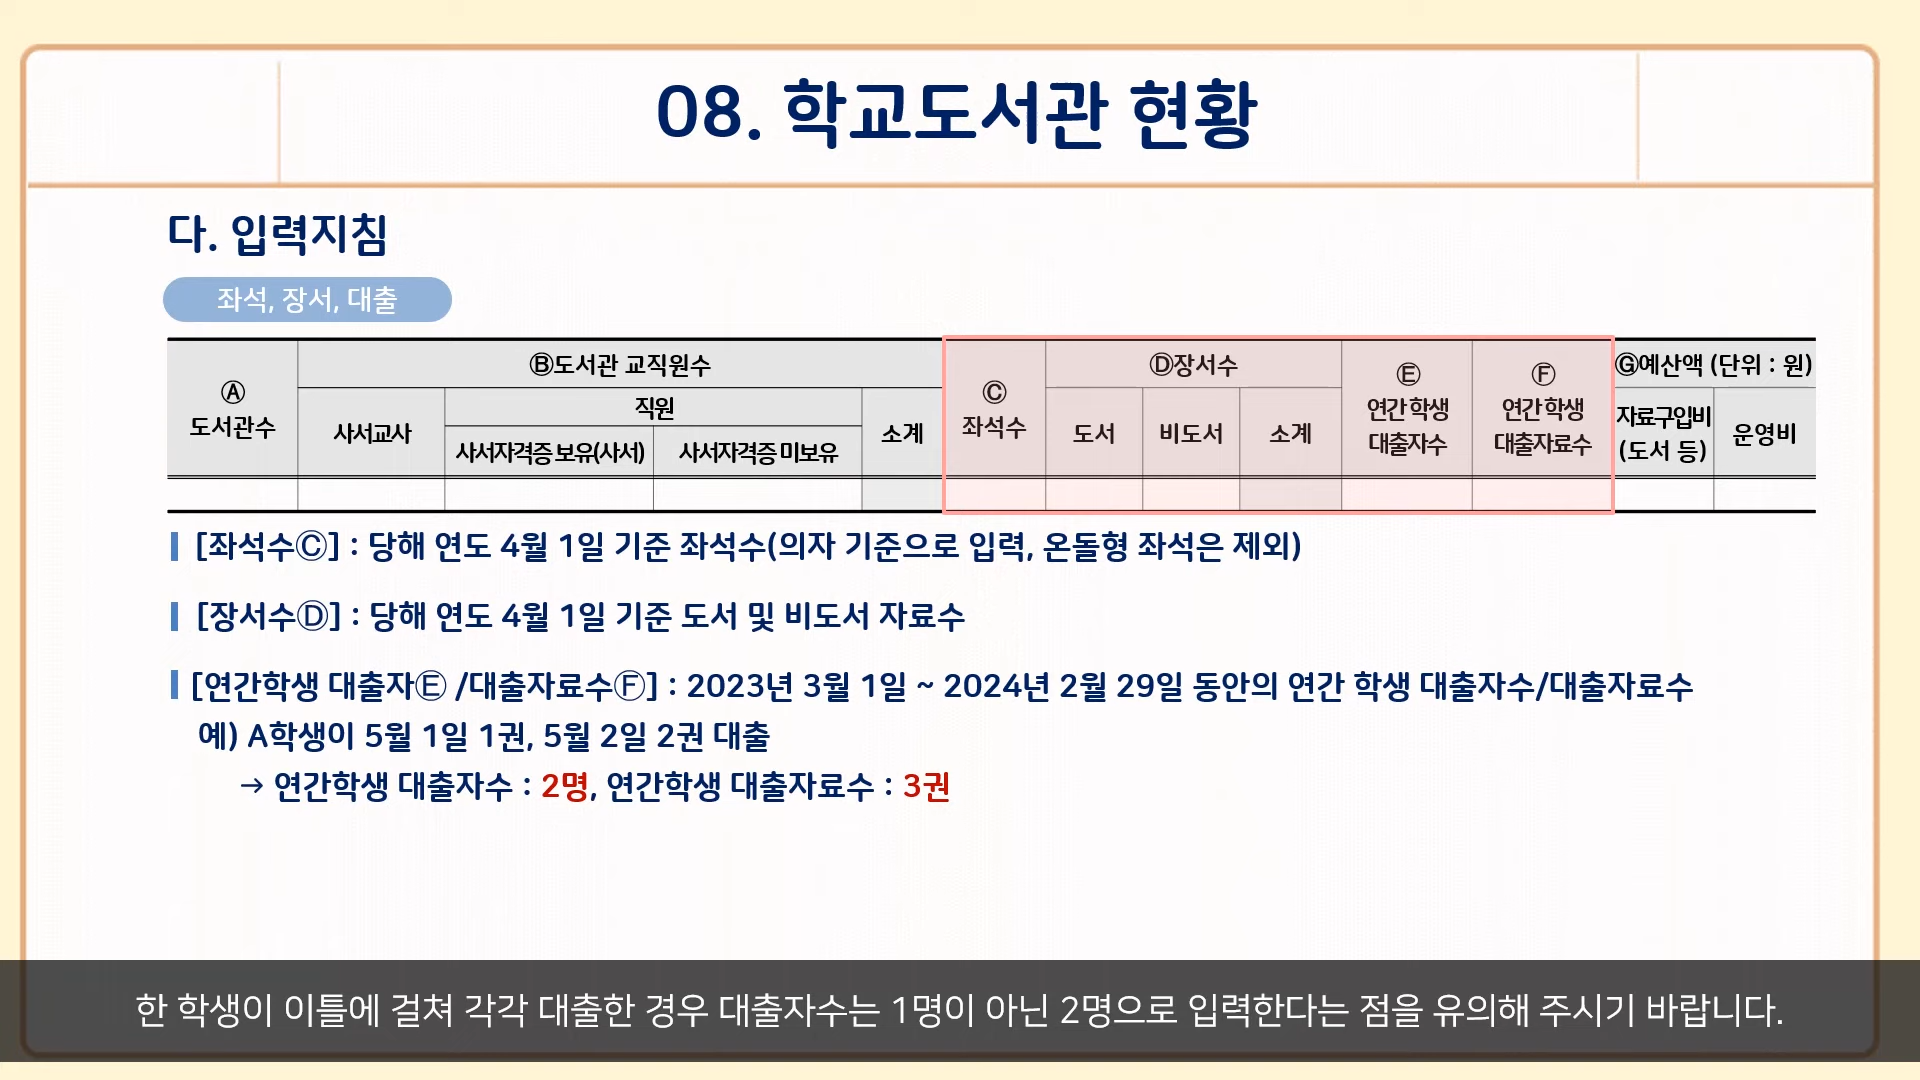 08. 학교도서관 현황
다. 입력지침
좌석, 장서, 대출
Ⓐ
도서관수
Ⓑ도서관 교직원수
사서교사
직원
사서자격증 보유(사서)
사서자격증 미보유
소계
Ⓒ
좌석수
Ⓓ장서수
도서
비도서
소계
Ⓔ
연간 학생
대출자수
Ⓕ
연간 학생
대출자료수
Ⓖ예산액 (단위 : 원)
자료구입비
(도서 등)
운영비
[좌석수Ⓒ] : 당해 연도 4월 1일 기준 좌석수(의자 기준으로 입력, 온돌형 좌석은 제외)
[장서수Ⓓ] : 당해 연도 4월 1일 기준 도서 및 비도서 자료수
[연간학생 대출자Ⓔ /대출자료수Ⓕ] : 2023년 3월 1일 ~ 2024년 2월 29일 동안의 연간 학생 대출자수/대출자료수
예) A학생이 5월 1일 1권, 5월 2일 2권 대출
→ 연간학생 대출자수 : 2명, 연간학생 대출자료수 : 3권
한 학생이 이틀에 걸쳐 각각 대출한 경우 대출자수는 1명이 아닌 2명으로 입력한다는 점을 유의해 주시기 바랍니다.